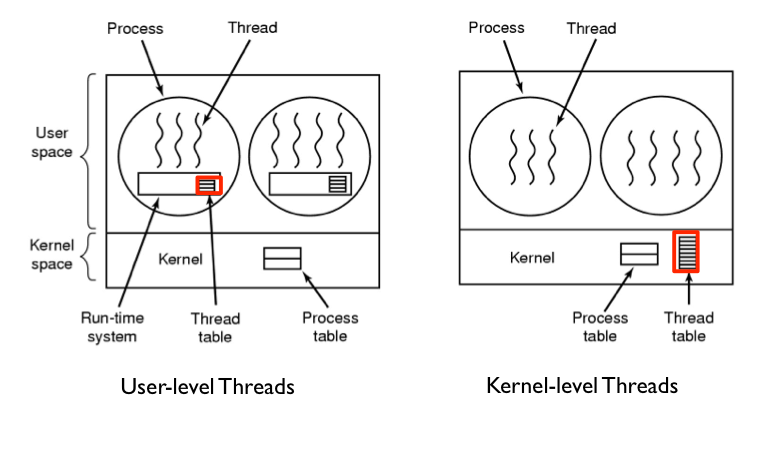 Process
Thread
User
space
Kernel
space
Kernel
Run-time
system
Thread
table
Process
table
User-level Threads
Process
Thread
Kernel
Process
table
Thread
table
Kernel-level Threads